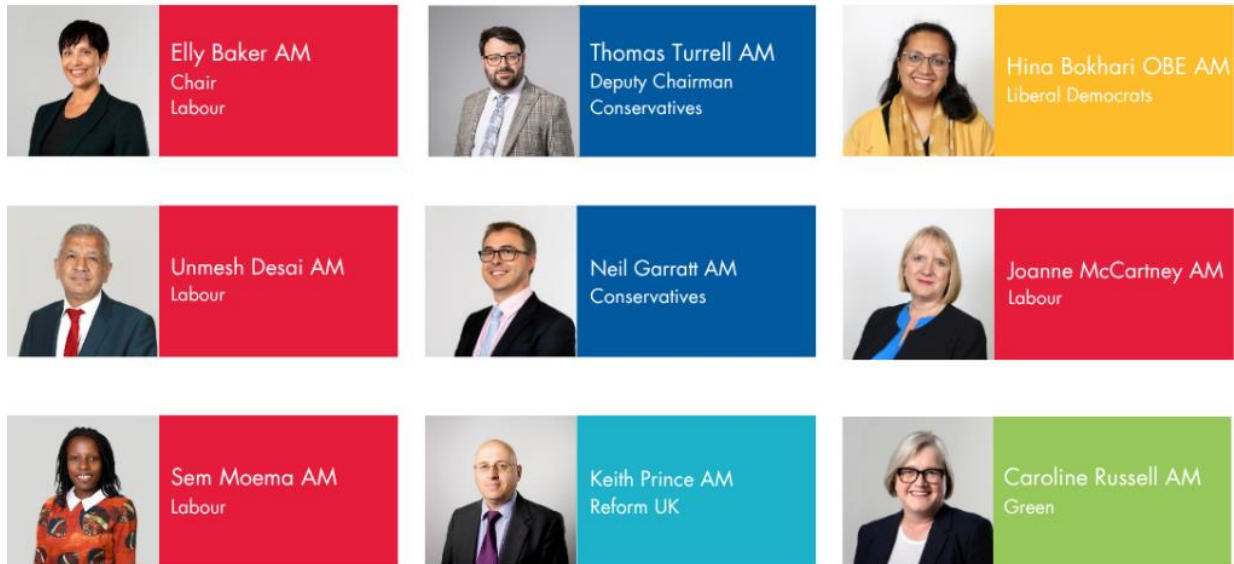 Elly Baker AM
Chair
Labour
Thomas Turrell AM
Deputy Chairman
Conservatives
Hina Bokhari OBE AM
Liberal Democrats
Unmesh Desai AM
Labour
Neil Garratt AM
Conservatives
Joanne McCartney AM
Labour
Sem Moema AM
Labour
Keith Prince AM
Reform UK
Caroline Russell AM
Green